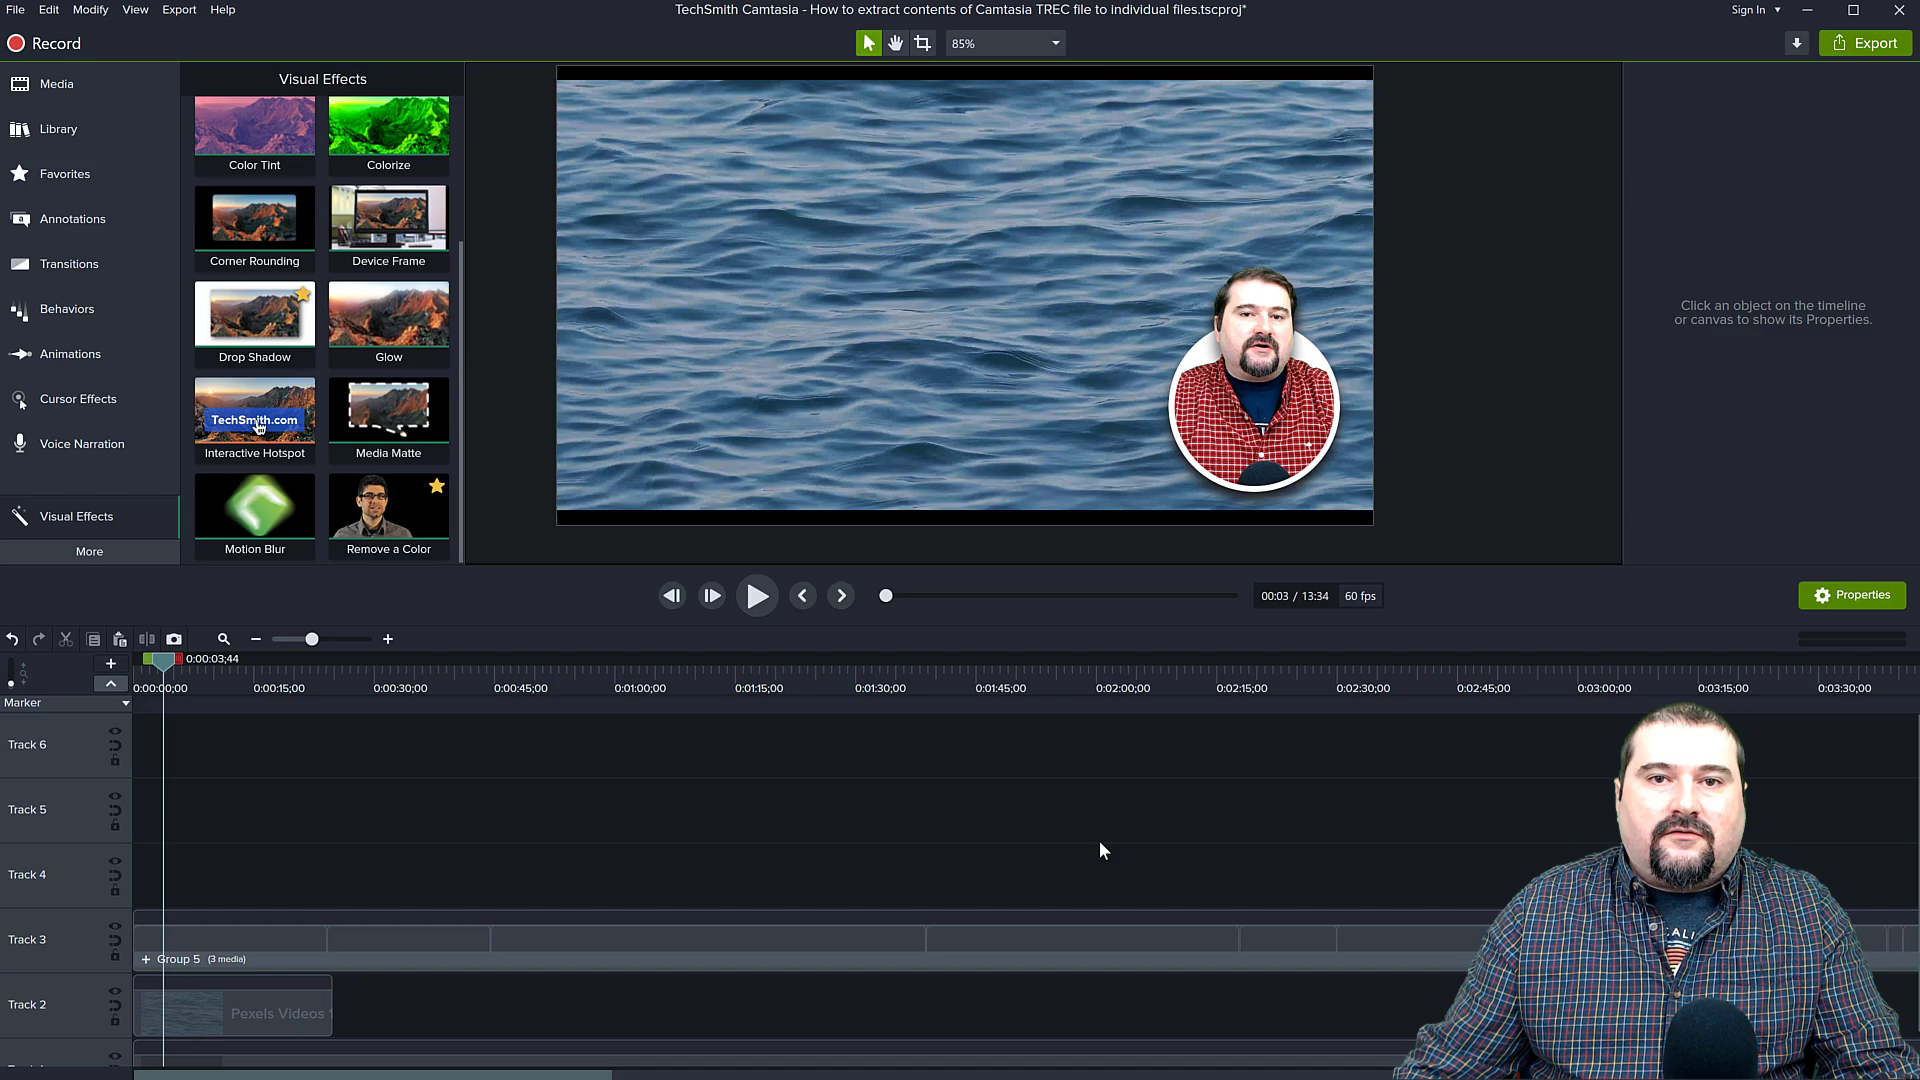 File Edit Modify View Export Help
TechSmith Camtasia - How to extract contents of Camtasia TREC file to individual files.tscproj*
Sign In
Record
85%
Export
Media
Library
Favorites
Annotations
Transitions
Behaviors
Animations
Cursor Effects
Voice Narration
Visual Effects
More
Visual Effects
Color Tint
Colorize
Corner Rounding
Device Frame
Drop Shadow
Glow
TechSmith.com
Interactive Hotspot
Media Matte
Motion Blur
Remove a Color
Click an object on the timeline
or canvas to show its Properties.
00:03 / 13:34
60 fps
Properties
0:00:03;44
0:00:00;00 0:00:15;00 0:00:30;00 0:00:45;00 0:01:00;00 0:01:15;00 0:01:30;00 0:01:45;00 0:02:00;00 0:02:15;00 0:02:30;00 0:02:45;00 0:03:00;00 0:03:15;00 0:03:30;00
Marker
Track 6
Track 5
Track 4
Track 3
+ Group 5 (3 media)
Track 2
Pexels Videos
CALI